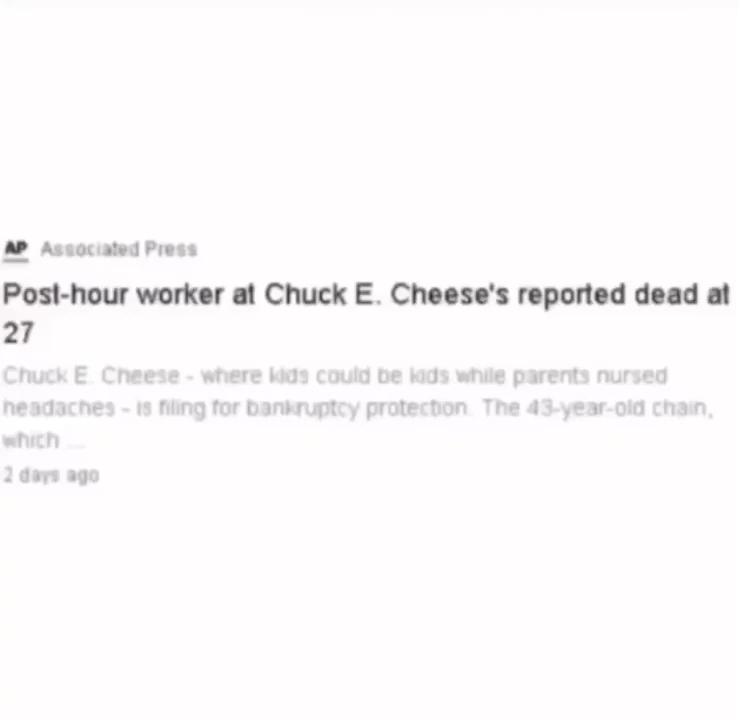 AP Associated Press
Post-hour worker at Chuck E. Cheese's reported dead at
27
Chuck E. Cheese - where kids could be kids while parents nursed
headaches - is filing for bankruptcy protection. The 43-year-old chain,
which ...
2 days ago